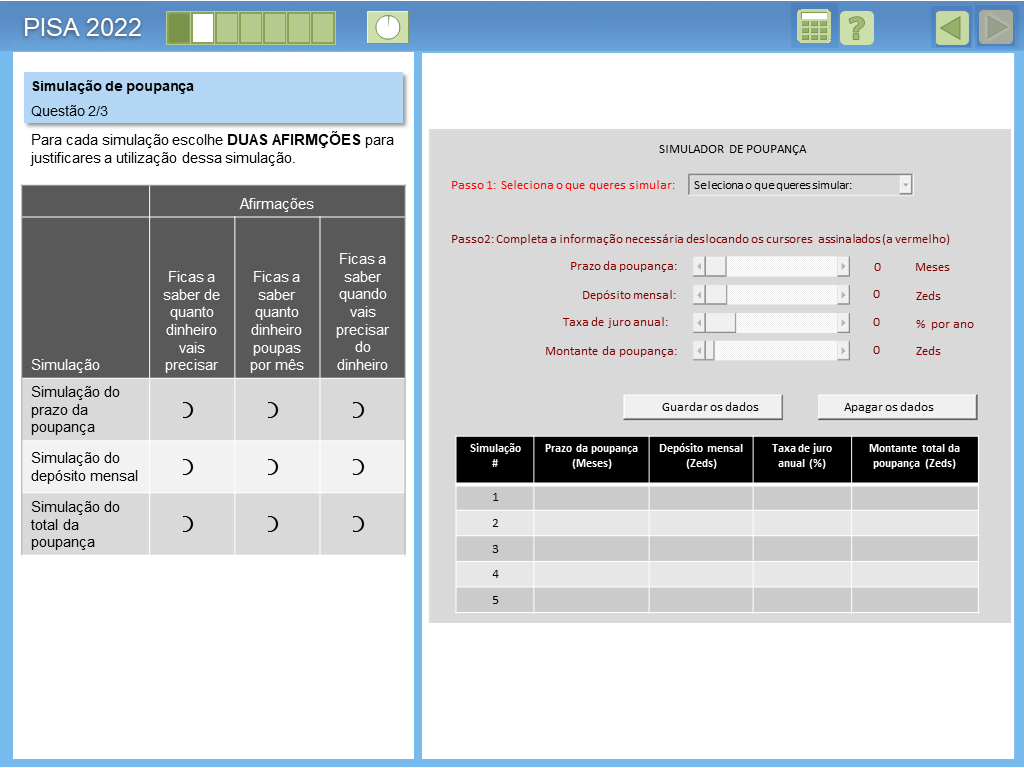 PISA 2022
?
Simulação de poupança
Questão 2/3
Para cada simulação escolhe DUAS AFIRMÇÕES para
justificares a utilização dessa simulação.
Afirmações
Simulação
Ficas a
saber de
quanto
dinheiro
vais
precisar
Ficas a
saber
quanto
dinheiro
poupas
por mês
Ficas a
saber
quando
vais
precisar
do
dinheiro
Simulação do
prazo da
poupança
Simulação do
depósito mensal
Simulação do
total da
poupança
SIMULADOR DE POUPANÇA
Passo 1: Seleciona o que queres simular: Seleciona o que queres simular:
Passo2: Completa a informação necessária deslocando os cursores assinalados (a vermelho)
Prazo da poupança: 0 Meses
Depósito mensal: 0 Zeds
Taxa de juro anual: 0 % por ano
Montante da poupança: 0 Zeds
Guardar os dados Apagar os dados
Simulação
#
Prazo da poupança
(Meses)
Depósito mensal
(Zeds)
Taxa de juro
anual (%)
Montante total da
poupança (Zeds)
1
2
3
4
5